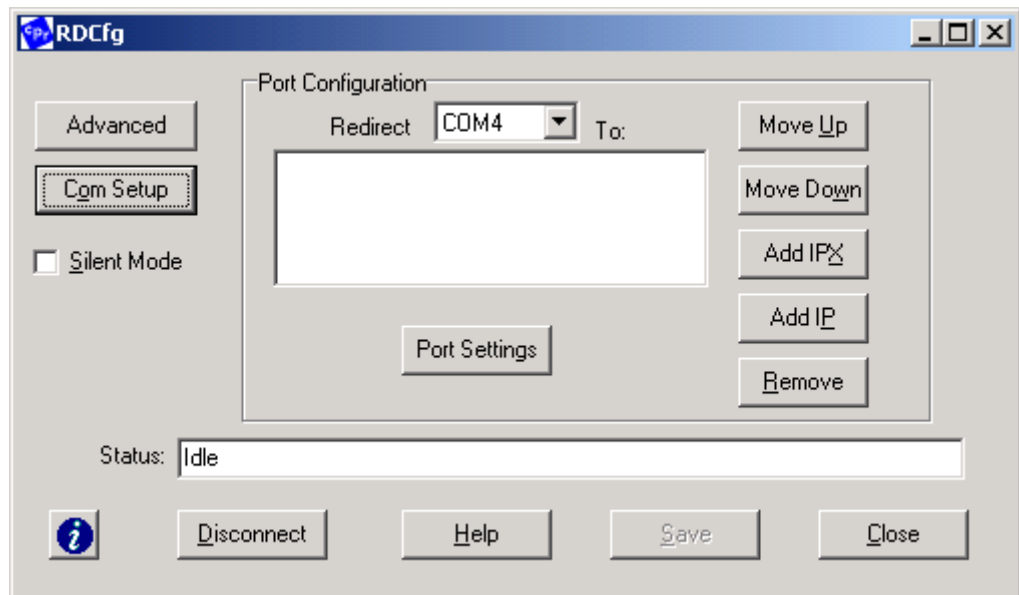 CPr RDCfg
Port Configuration
Advanced
Redirect COM4 To:
Move Up
Com Setup
Move Down
Silent Mode
Add IPX
Add IP
Port Settings
Remove
Status: Idle
i Disconnect Help Save Close